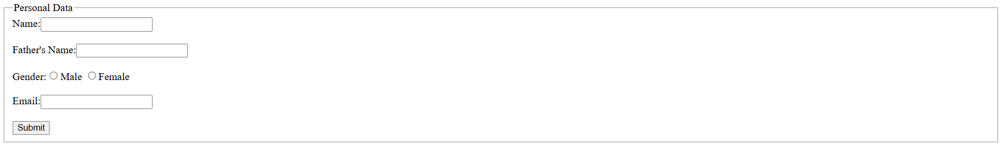 Personal Data
Name:
Father's Name:
Gender: Male Female
Email:
Submit